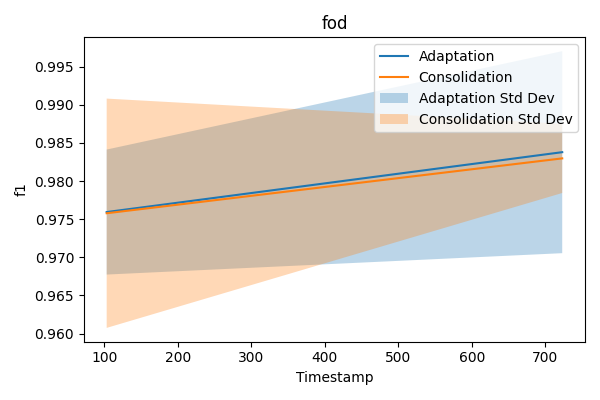 fod
Adaptation
Consolidation
Adaptation Std Dev
Consolidation Std Dev
f1
0.995
0.990
0.985
0.980
0.975
0.970
0.965
0.960
100 200 300 400 500 600 700
Timestamp